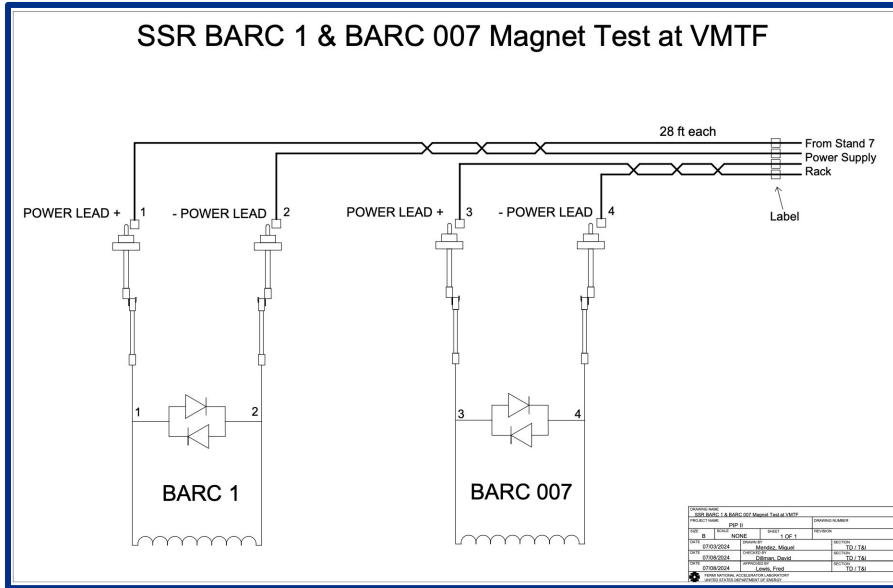 SSR BARC 1 & BARC 007 Magnet Test at VMTF
28 ft each
From Stand 7
Power Supply
Rack
Label
POWER LEAD + 1
- POWER LEAD 2
POWER LEAD + 3
- POWER LEAD 4
1 2
3 4
BARC 1
BARC 007
DRAWING NAME
SSR BARC 1 & BARC 007 Magnet Test at VMTF
PROJECT NAME
PIP II
DRAWING NUMBER
SIZE
B
SCALE
NONE
SHEET
1 OF 1
REVISION
DATE
07/03/2024
DRAWN BY
Mendez, Miguel
SECTION
TD / T&I
DATE
07/08/2024
CHECKED BY
Dillman, David
SECTION
TD / T&I
DATE
07/08/2024
APPROVED BY
Lewis, Fred
SECTION
TD / T&I
FERMI NATIONAL ACCELERATOR LABORATORY
UNITED STATES DEPARTMENT OF ENERGY